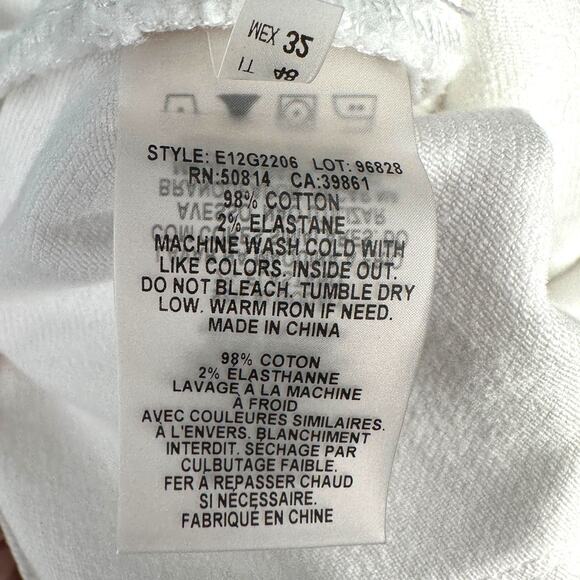 MEX 32
STYLE: E12G2206 LOT: 96828
RN:50814 CA:39861
98% COTTON
2% ELASTANE
MACHINE WASH COLD WITH
LIKE COLORS. INSIDE OUT.
DO NOT BLEACH. TUMBLE DRY
LOW. WARM IRON IF NEED.
MADE IN CHINA
98% COTON
2% ELASTHANNE
LAVAGE À LA MACHINE
À FROID
AVEC COULEURES SIMILAIRES.
À L'ENVERS. BLANCHIMENT
INTERDIT. SÉCHAGE PAR
CULBUTAGE FAIBLE.
FER À REPASSER CHAUD
SI NÉCESSAIRE.
FABRIQUÉ EN CHINE